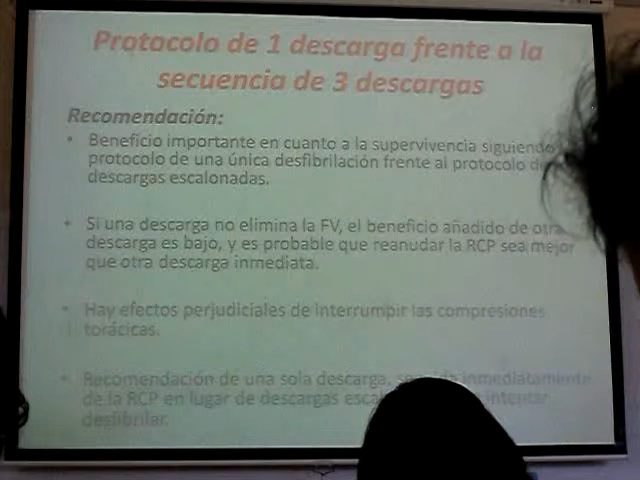 Protocolo de 1 descarga frente a la
secuencia de 3 descargas
Recomendación:
• Beneficio importante en cuanto a la supervivencia siguiendo
protocolo de una única desfibrilación frente al protocolo de
descargas escalonadas.
• Si una descarga no elimina la FV, el beneficio añadido de otra
descarga es bajo, y es probable que reanudar la RCP sea mejor
que otra descarga inmediata.
• Hay efectos perjudiciales de interrumpir las compresiones
torácicas.
• Recomendación de una sola descarga, inmediatamente
de la RCP en lugar de descargas intentar
desfibrilar.